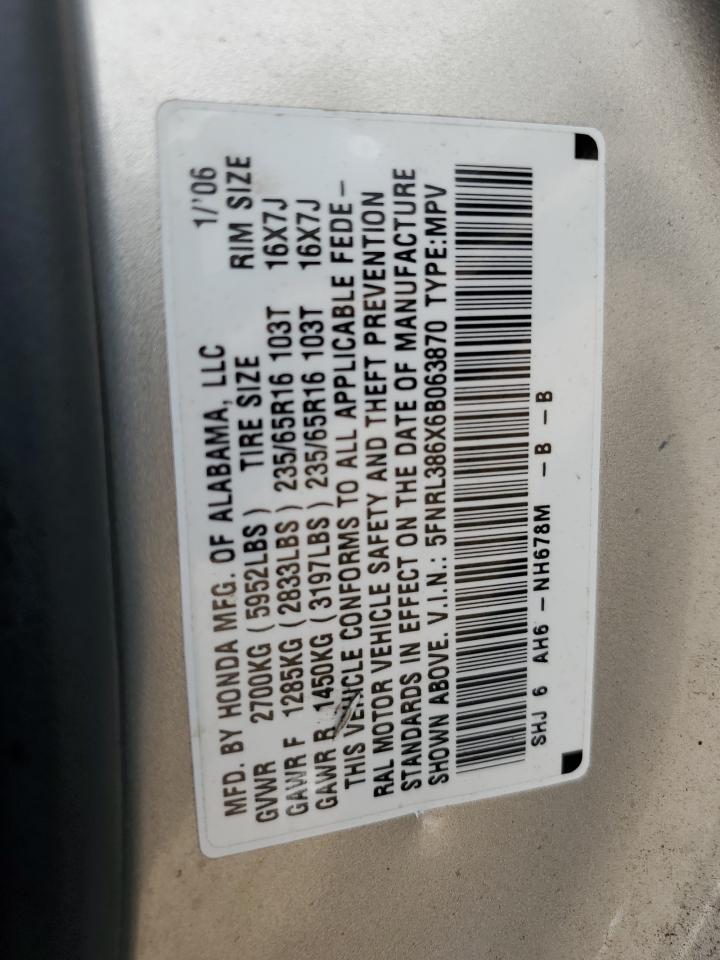 MFD. BY HONDA MFG. OF ALABAMA, LLC 1/'06
GVWR 2700KG (5952LBS) TIRE SIZE RIM SIZE
GAWR F 1285KG (2833LBS) 235/65R16 103T 16X7J
GAWR R 1450KG (3197LBS) 235/65R16 103T 16X7J
THIS VEHICLE CONFORMS TO ALL APPLICABLE FEDE-
RAL MOTOR VEHICLE SAFETY AND THEFT PREVENTION
STANDARDS IN EFFECT ON THE DATE OF MANUFACTURE
SHOWN ABOVE. V.I.N.: 5FNRL386X6B063870 TYPE:MPV
SHJ 6 AH6 -NH678M -B -B